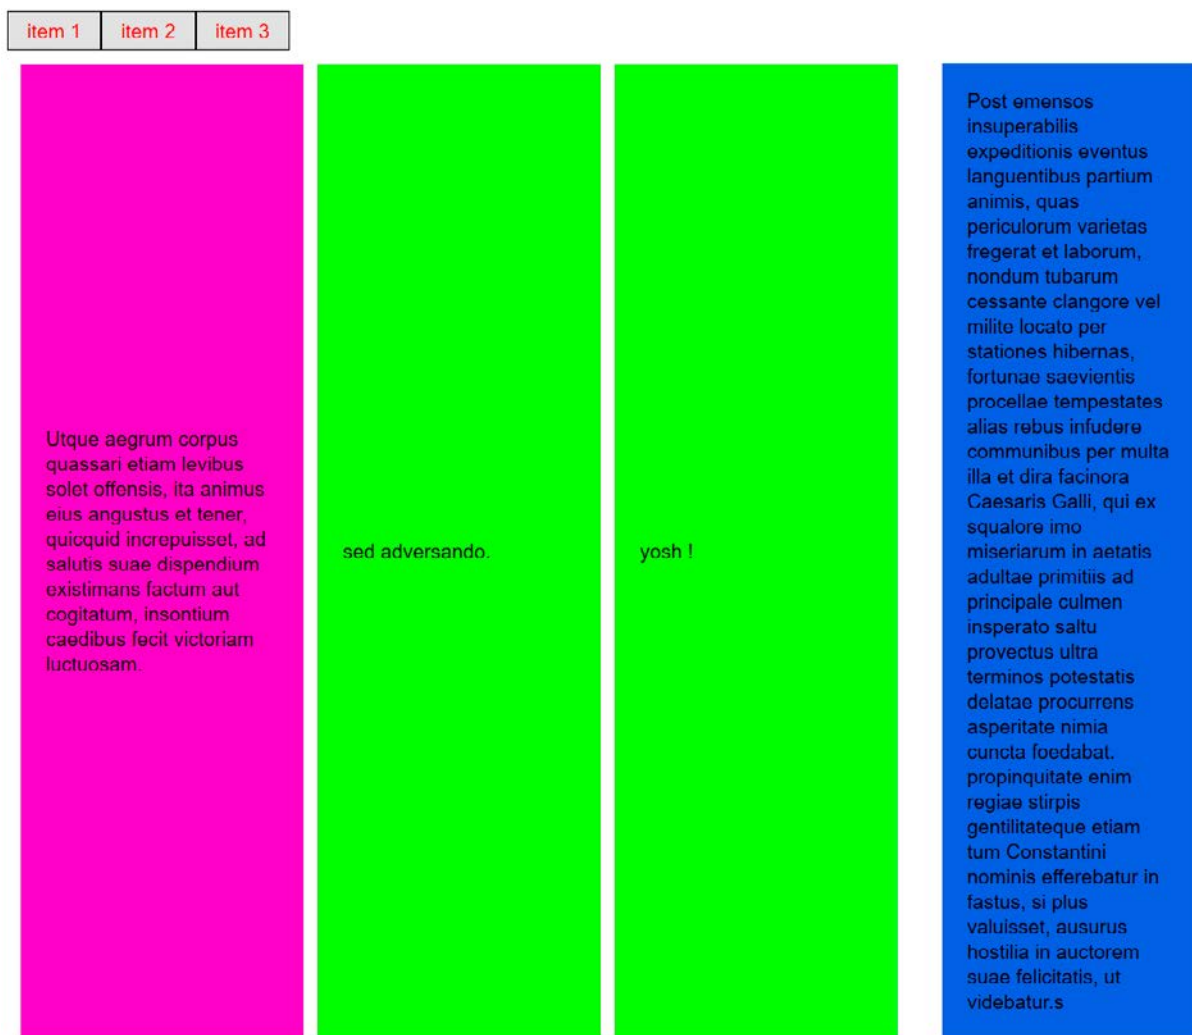 item 1 item 2 item 3
Utque aegrum corpus
quassari etiam levibus
solet offensis, ita animus
eius angustus et tener,
quicquid increpuisset, ad
salutis suae dispendium
existimans factum aut
cogitatum, insontium
caedibus fecit victoriam
luctuosam.
sed adversando.
yosh !
Post emensos
insuperabilis
expeditionis eventus
languentibus partium
animis, quas
periculorum varietas
fregerat et laborum,
nondum tubarum
cessante clangore vel
milite locato per
stationes hibernas,
fortunae saevientis
procellae tempestates
alias rebus infudere
communibus per multa
illa et dira facinora
Caesaris Galli, qui ex
squalore imo
miseriarum in aetatis
adultae primitiis ad
principale culmen
insperato saltu
provectus ultra
terminos potestatis
delatae procurrens
asperitate nimia
cuncta foedabat.
propinquitate enim
regiae stirpis
gentilitateque etiam
tum Constantini
nominis efferebatur in
fastus, si plus
valuisset, ausurus
hostilia in auctorem
suae felicitatis, ut
videbatur.s